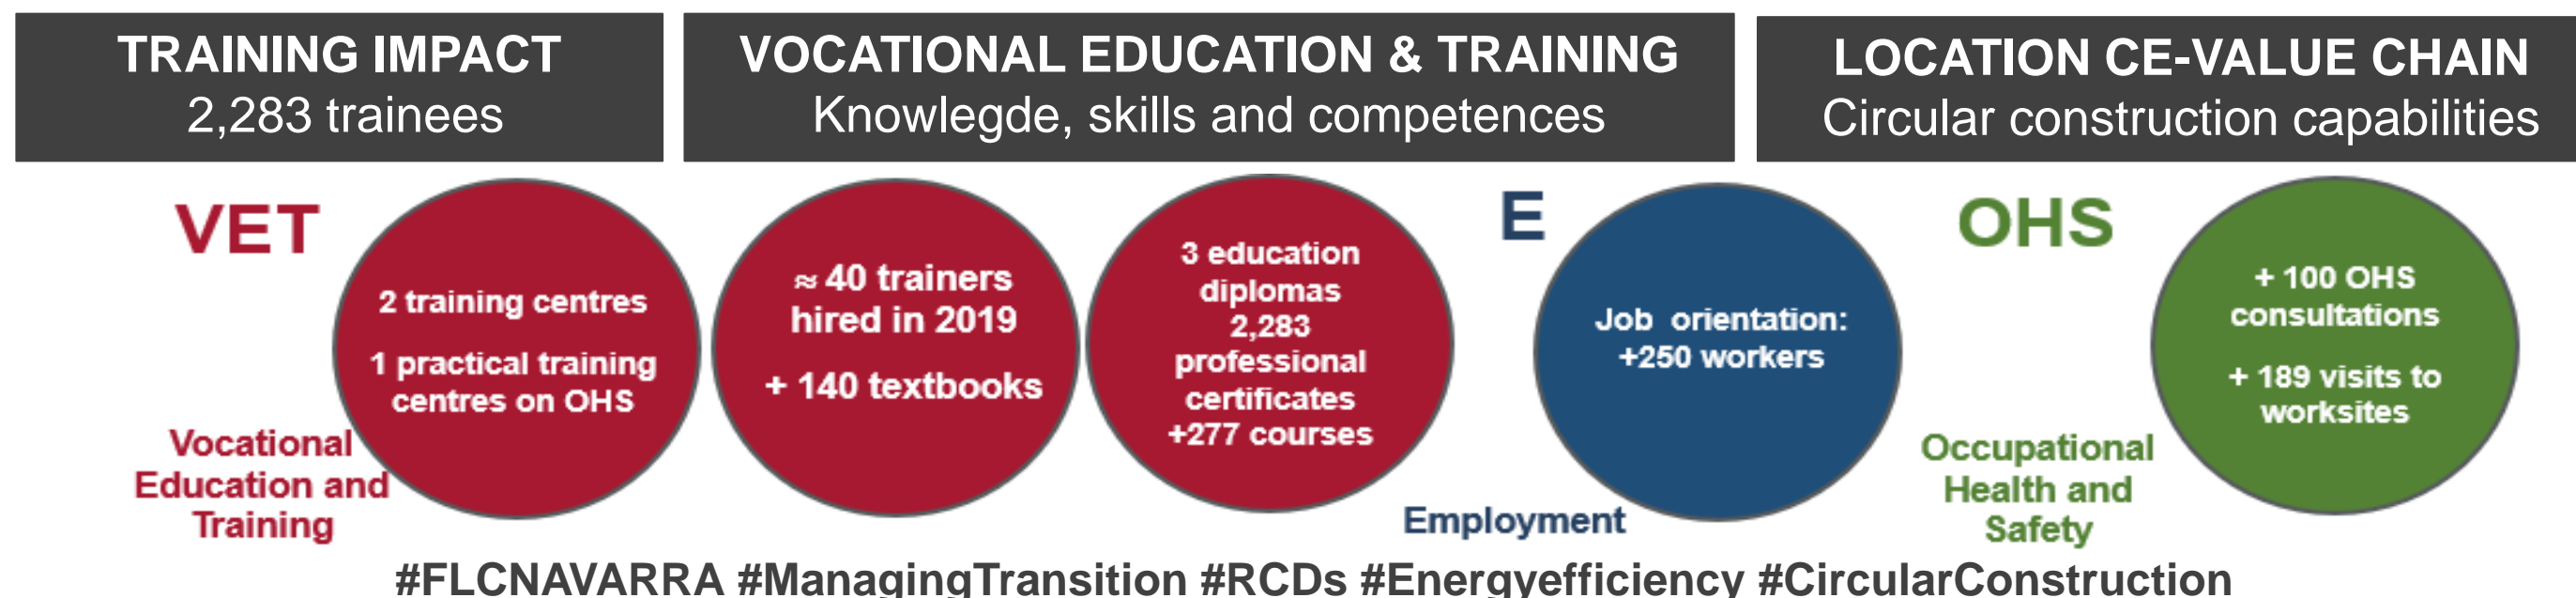 TRAINING IMPACT
2,283 trainees
VOCATIONAL EDUCATION & TRAINING
Knowlegde, skills and competences
LOCATION CE-VALUE CHAIN
Circular construction capabilities
VET
Vocational
Education and
Training
2 training centres
1 practical training
centres on OHS
≈ 40 trainers
hired in 2019
+ 140 textbooks
3 education
diplomas
2,283
professional
certificates
+277 courses
E
Employment
Job orientation:
+250 workers
OHS
Occupational
Health and
Safety
+ 100 OHS
consultations
+ 189 visits to
worksites
#FLCNAVARRA #ManagingTransition #RCDs #Energyefficiency #CircularConstruction